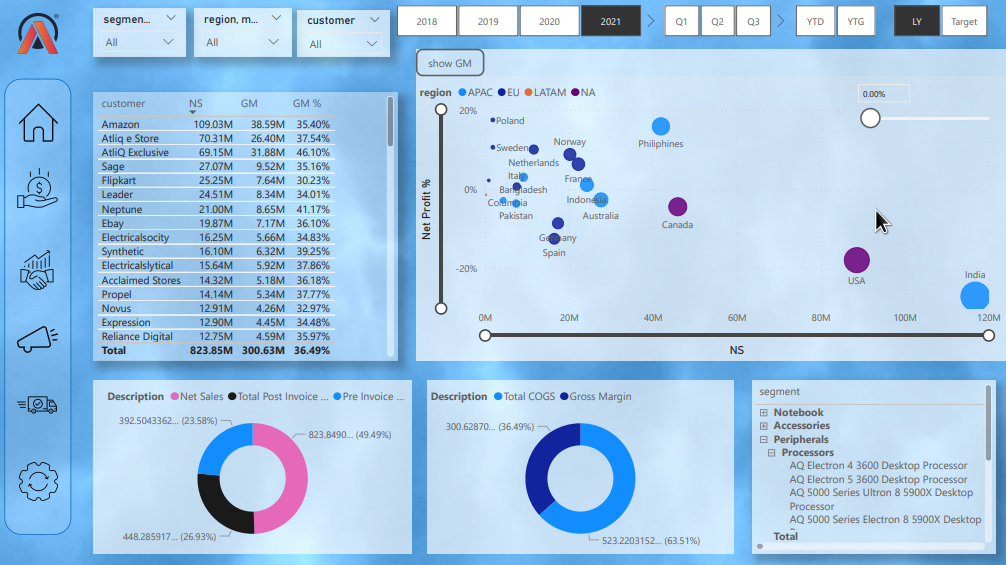 segmen...
region, m...
customer
All
All
All
2018
2019
2020
2021
Q1
Q2
Q3
YTD
YTG
LY
Target
show GM
region APAC EU LATAM NA
0.00%
Net Profit %
20%
0%
-20%
Poland
Sweden
Netherlands
Norway
Philiphines
Italy
France
Bangladesh
Colombia
Indonesia
Pakistan
Australia
Canada
Germany
Spain
USA
India
0M 20M 40M 60M 80M 100M 120M
NS
customer NS GM GM %
Amazon 109.03M 38.59M 35.40%
Atliq e Store 70.31M 26.40M 37.54%
AtliQ Exclusive 69.15M 31.88M 46.10%
Sage 27.07M 9.52M 35.16%
Flipkart 25.25M 7.64M 30.23%
Leader 24.51M 8.34M 34.01%
Neptune 21.00M 8.65M 41.17%
Ebay 19.87M 7.17M 36.10%
Electricalsocity 16.25M 5.66M 34.83%
Synthetic 16.10M 6.32M 39.25%
Electricalslytical 15.64M 5.92M 37.86%
Acclaimed Stores 14.32M 5.18M 36.18%
Propel 14.14M 5.34M 37.77%
Novus 12.91M 4.26M 32.97%
Expression 12.90M 4.45M 34.48%
Reliance Digital 12.75M 4.59M 35.97%
Total 823.85M 300.63M 36.49%
Description Net Sales Total Post Invoice ... Pre Invoice ...
392.5043362... (23.58%)
823.8490... (49.49%)
448.285917... (26.93%)
Description Total COGS Gross Margin
300.62870... (36.49%)
523.2203152... (63.51%)
segment
Notebook
Accessories
Peripherals
Processors
AQ Electron 4 3600 Desktop Processor
AQ Electron 5 3600 Desktop Processor
AQ 5000 Series Ultron 8 5900X Desktop
Processor
AQ 5000 Series Electron 8 5900X Desktop
Total